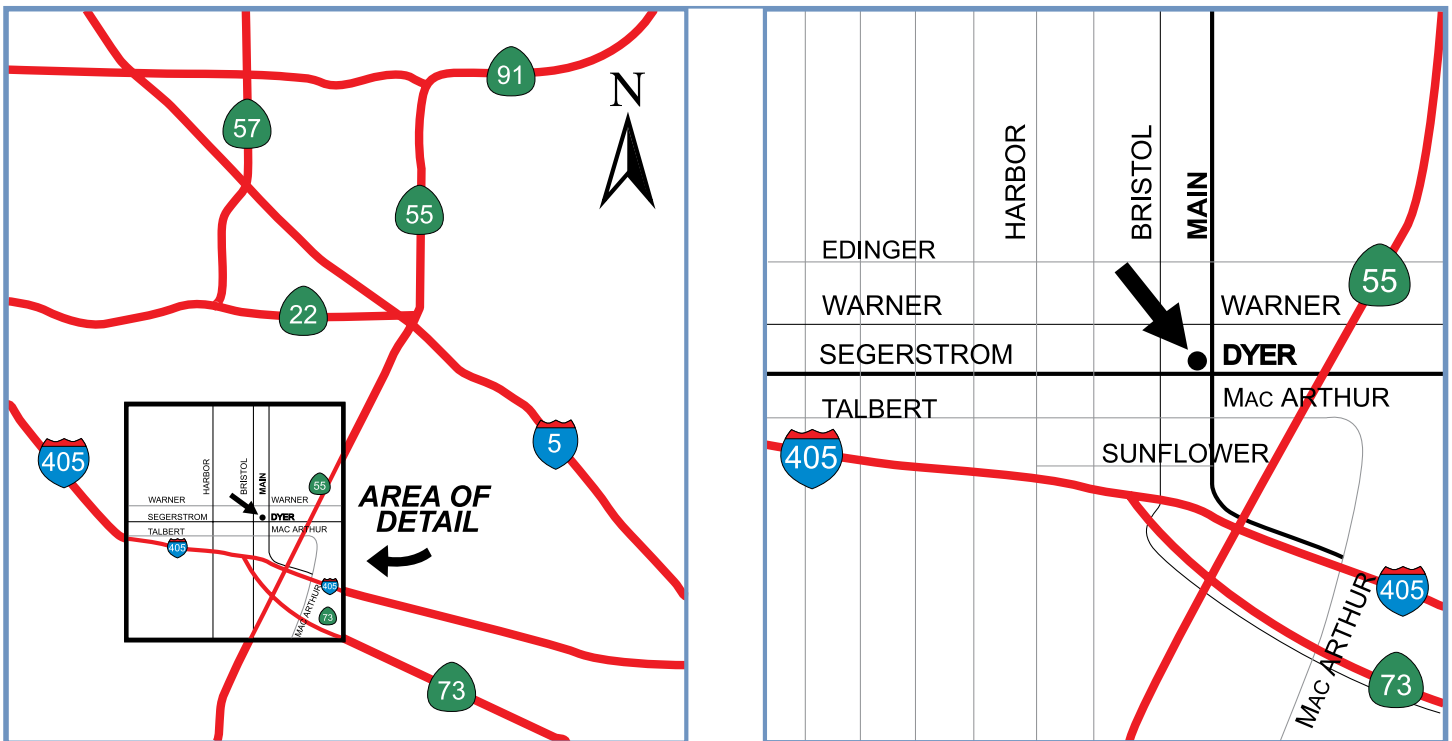 91
N
57
55
22
405
5
HARBOR
BRISTOL
MAIN
55
WARNER
WARNER
SEGERSTROM
DYER
TALBERT
MAC ARTHUR
405
405
MAC ARTHUR
73
AREA OF
DETAIL
73
HARBOR
BRISTOL
MAIN
EDINGER
55
WARNER
WARNER
SEGERSTROM
DYER
MAC ARTHUR
TALBERT
SUNFLOWER
405
405
MAC ARTHUR
73